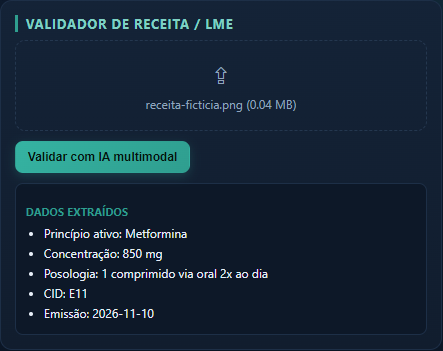 VALIDADOR DE RECEITA / LME
receita-ficticia.png (0.04 MB)
Validar com IA multimodal
DADOS EXTRAÍDOS
• Princípio ativo: Metformina
• Concentração: 850 mg
• Posologia: 1 comprimido via oral 2x ao dia
• CID: E11
• Emissão: 2026-11-10